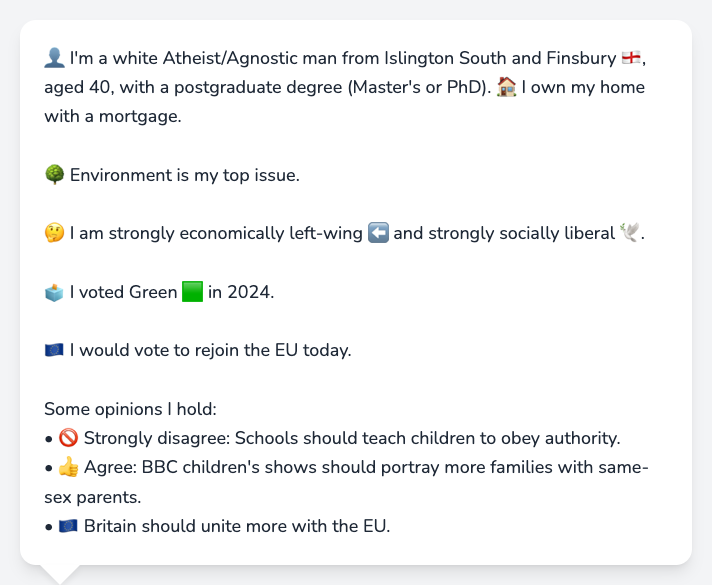 👤 I'm a white Atheist/Agnostic man from Islington South and Finsbury 🏴󠁧󠁢󠁥󠁮󠁧󠁿,
aged 40, with a postgraduate degree (Master's or PhD). 🏠 I own my home
with a mortgage.
🌳 Environment is my top issue.
🤔 I am strongly economically left-wing ⬅️ and strongly socially liberal 🕊️.
🗳️ I voted Green 🟩 in 2024.
🇪🇺 I would vote to rejoin the EU today.
Some opinions I hold:
• 🚫 Strongly disagree: Schools should teach children to obey authority.
• 👍 Agree: BBC children's shows should portray more families with same-
sex parents.
• 🇪🇺 Britain should unite more with the EU.